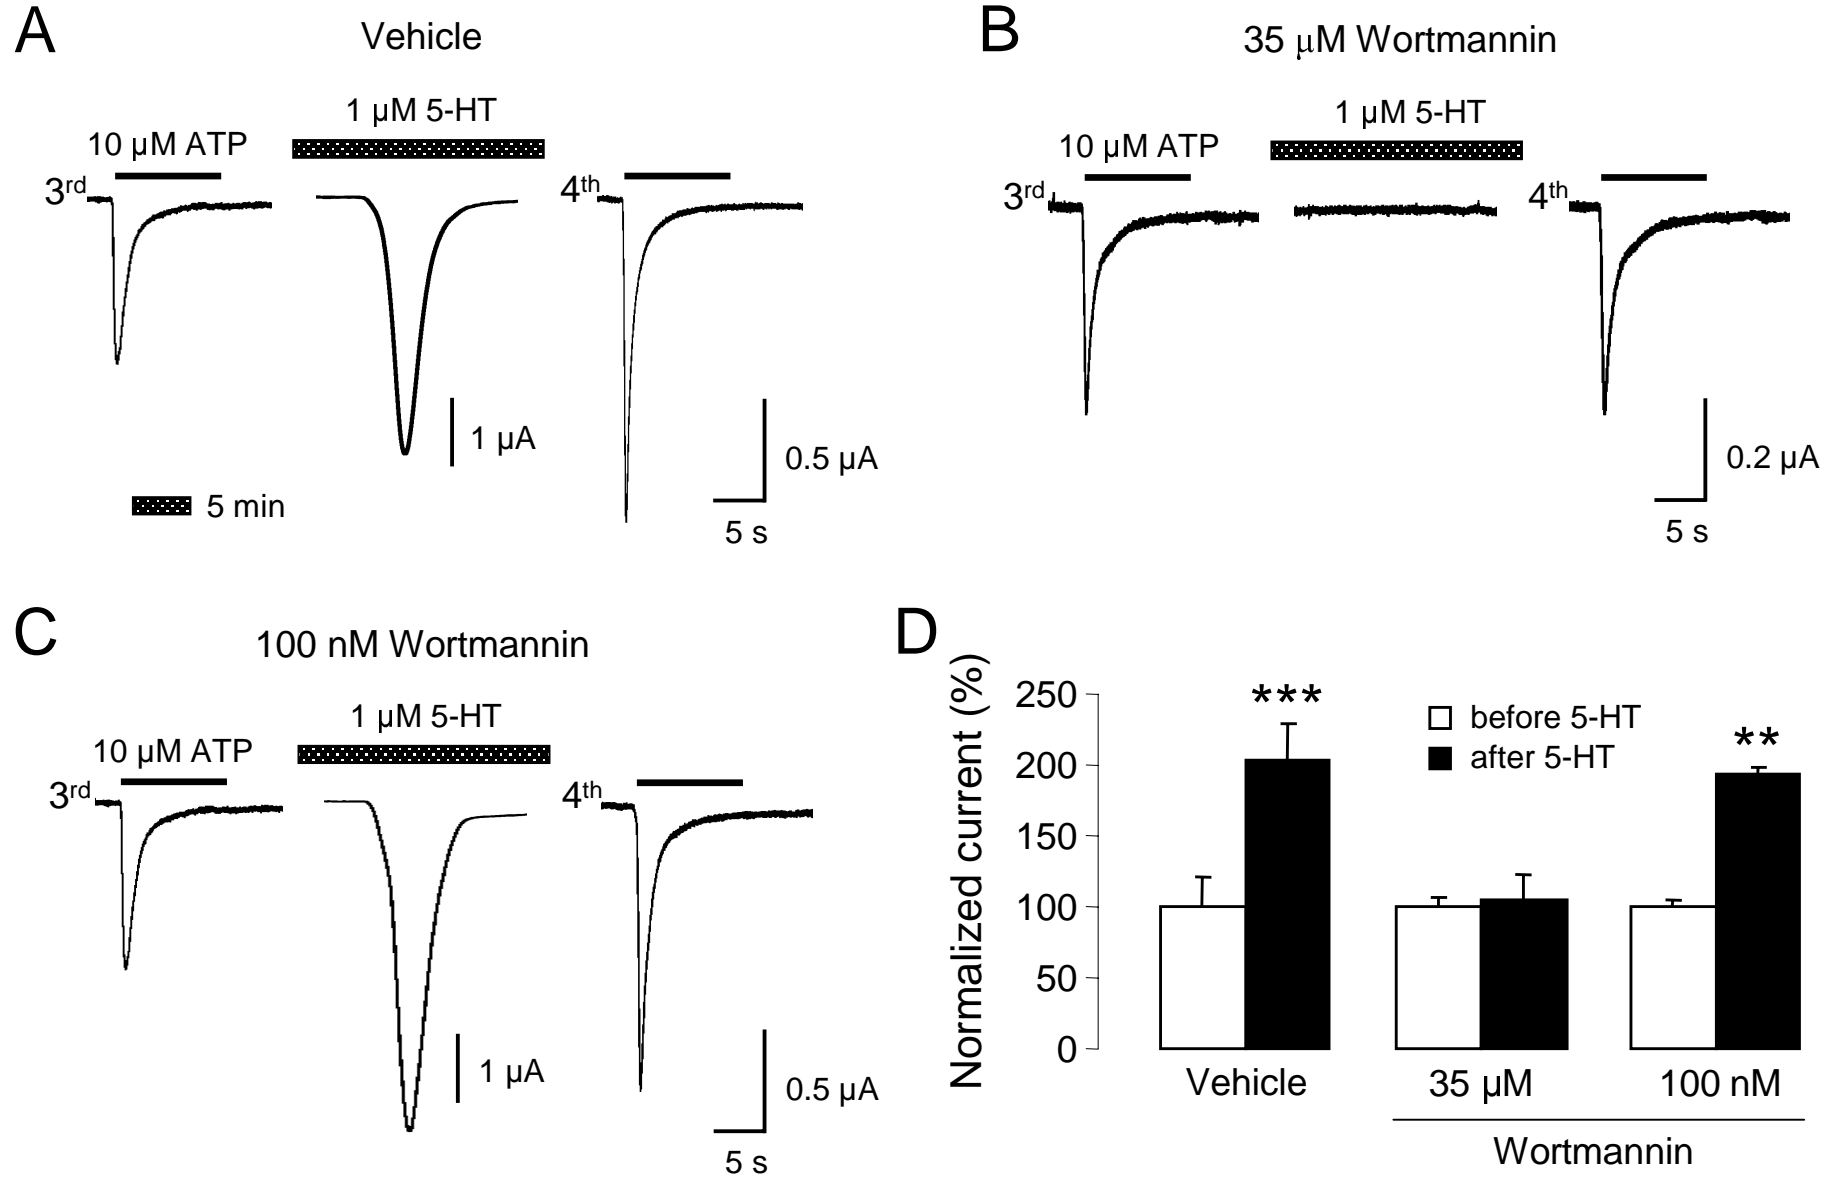 A
Vehicle
1 µM 5-HT
10 µM ATP
3rd
4th
1 µA
0.5 µA
5 min
5 s
B
35 µM Wortmannin
1 µM 5-HT
10 µM ATP
3rd
4th
0.2 µA
5 s
C
100 nM Wortmannin
1 µM 5-HT
10 µM ATP
3rd
4th
1 µA
0.5 µA
5 s
D
Normalized current (%)
250
200
150
100
50
0
***
**
before 5-HT
after 5-HT
Vehicle
35 µM
100 nM
Wortmannin